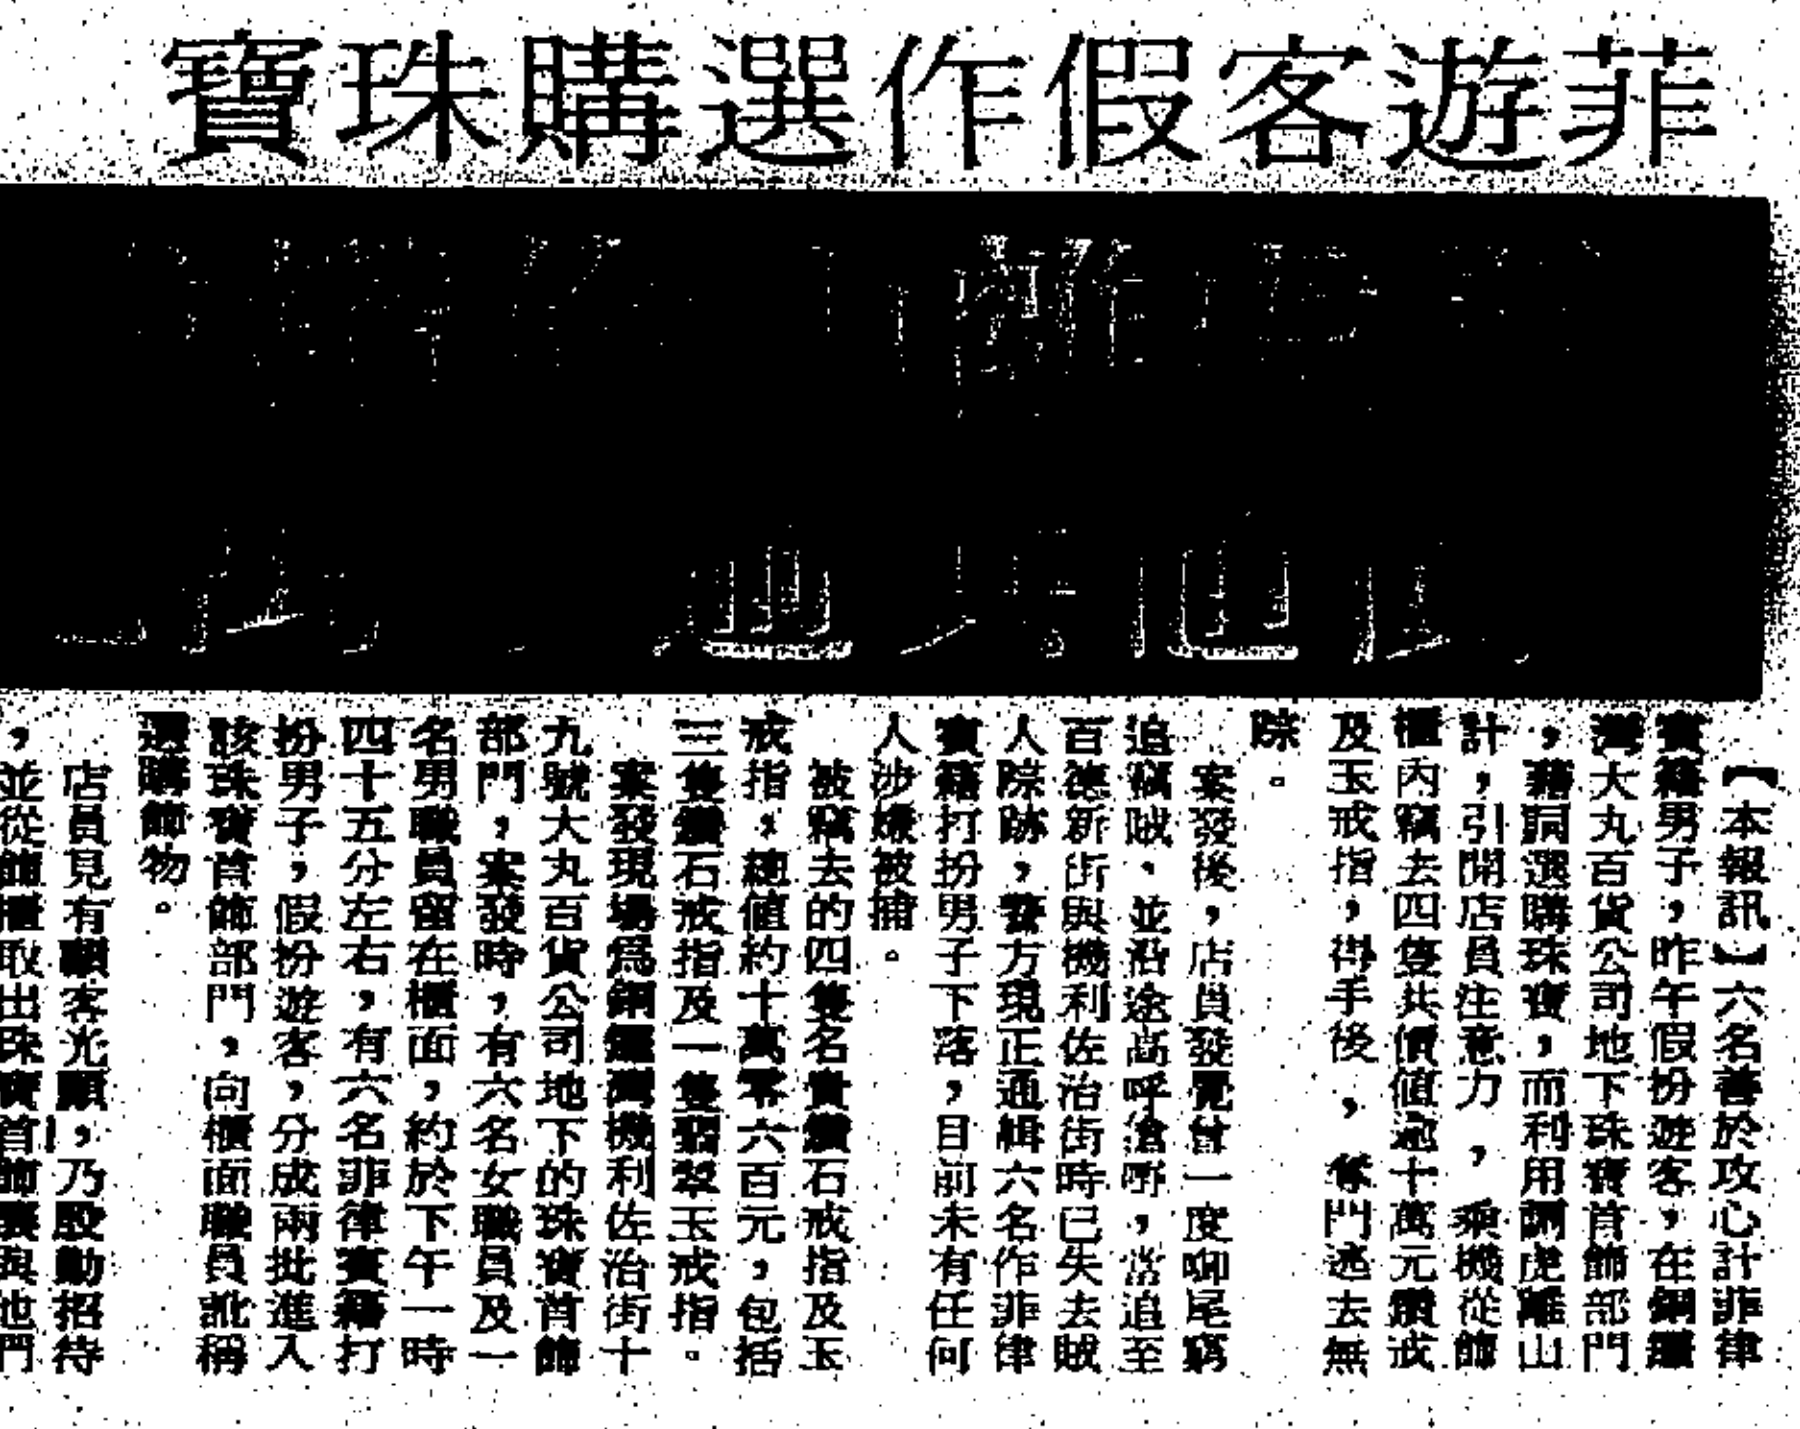 菲遊客假作選購珠寶
【本報訊】六名善於攻心計菲律
賓籍男子，昨午假扮遊客，在銅鑼
灣大丸百貨公司地下珠寶首飾部門
，藉詞選購珠寶，而利用調虎離山
計，引開店員注意力，乘機從飾
櫃內竊去四隻共價值逾十萬元鑽戒
及玉戒指，得手後，奪門逃去無
踪。
案發後，店員發覺曾一度啣尾窮
追竊賊，並沿途高呼搶嘢，當追至
百德新街與機利佐治街時已失去賊
人踪跡，警方現正通緝六名作菲律
賓籍打扮男子下落，目前未有任何
人涉嫌被捕。
被竊去的四隻名貴鑽石戒指及玉
戒指，總值約十萬零六百元，包括
三隻鑽石戒指及一隻翡翠玉戒指。
案發現場爲銅鑼灣機利佐治街十
九號大丸百貨公司地下的珠寶首飾
部門，案發時，有六名女職員及一
名男職員留在櫃面，約於下午一時
四十五分左右，有六名菲律賓籍打
扮男子，假扮遊客，分成兩批進入
該珠寶首飾部門，向櫃面職員訛稱
選購飾物。
店員見有顧客光顧，乃殷勤招待
，並從飾櫃取出珠寶首飾讓與他們